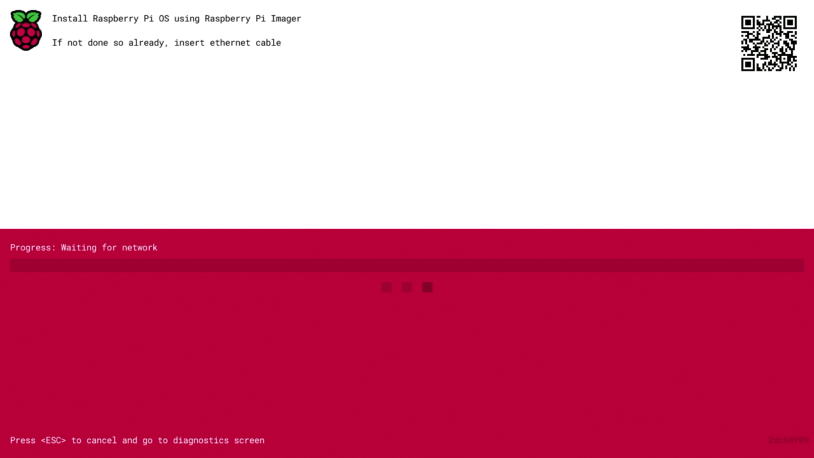 Install Raspberry Pi OS using Raspberry Pi Imager
If not done so already, insert ethernet cable
Progress: Waiting for network
Press <ESC> to cancel and go to diagnostics screen